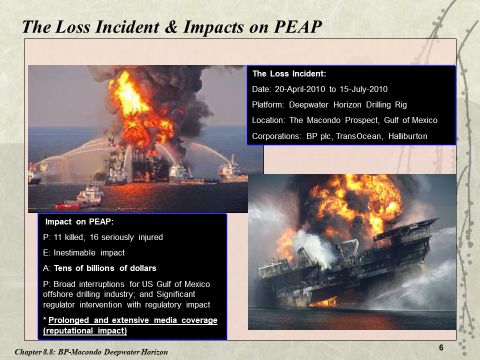 The Loss Incident & Impacts on PEAP
The Loss Incident:
Date: 20-April-2010 to 15-July-2010
Platform: Deepwater Horizon Drilling Rig
Location: The Macondo Prospect, Gulf of Mexico
Corporations: BP plc, TransOcean, Halliburton
Impact on PEAP:
P: 11 killed, 16 seriously injured
E: Inestimable impact
A: Tens of billions of dollars
P: Broad interruptions for US Gulf of Mexico
offshore drilling industry; and Significant
regulator intervention with regulatory impact
* Prolonged and extensive media coverage
(reputational impact)
Chapter 8.8: BP-Macondo Deepwater Horizon
6